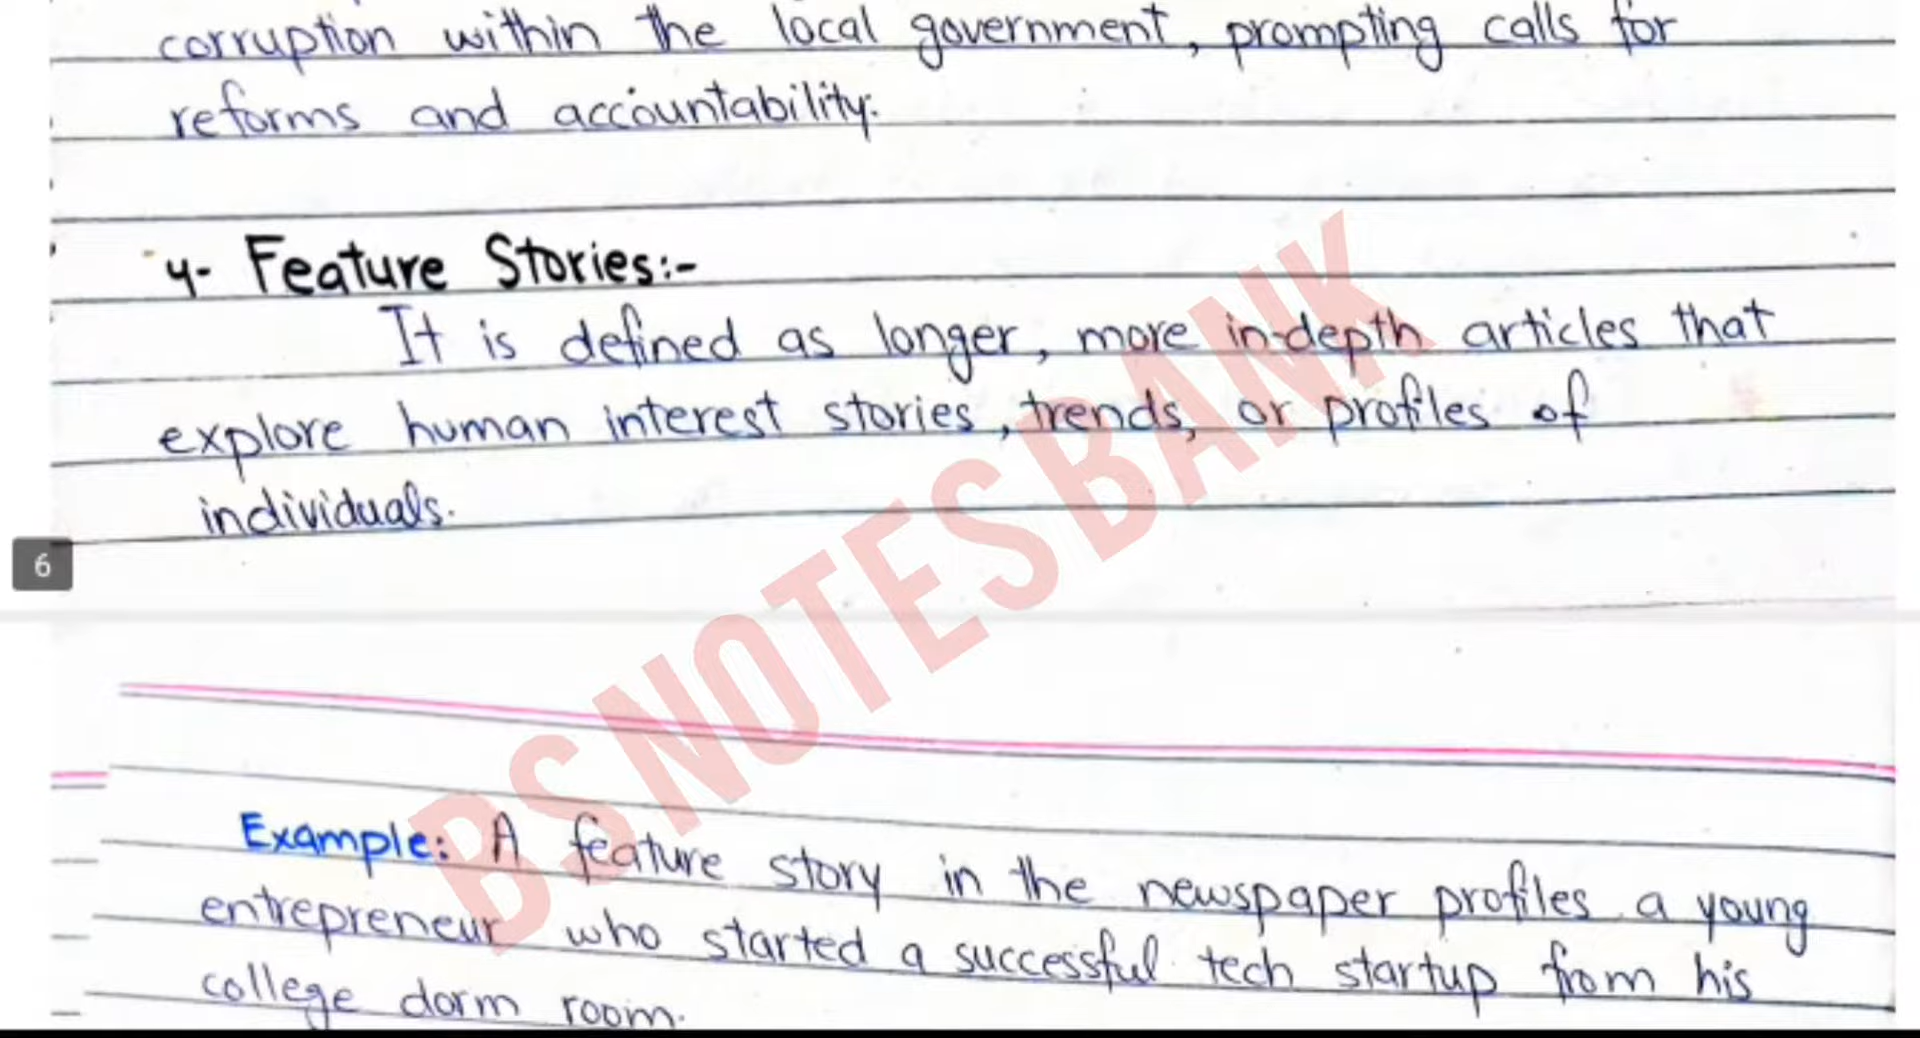 corruption within the local government, prompting calls for
reforms and accountability.
4- Feature Stories:-
It is defined as longer, more in-depth articles that
explore human interest stories, trends, or profiles of
individuals.
6
BSNOTESBANK
Example: A feature story in the newspaper profiles a young
entrepreneur who started a successful tech startup from his
college dorm room.